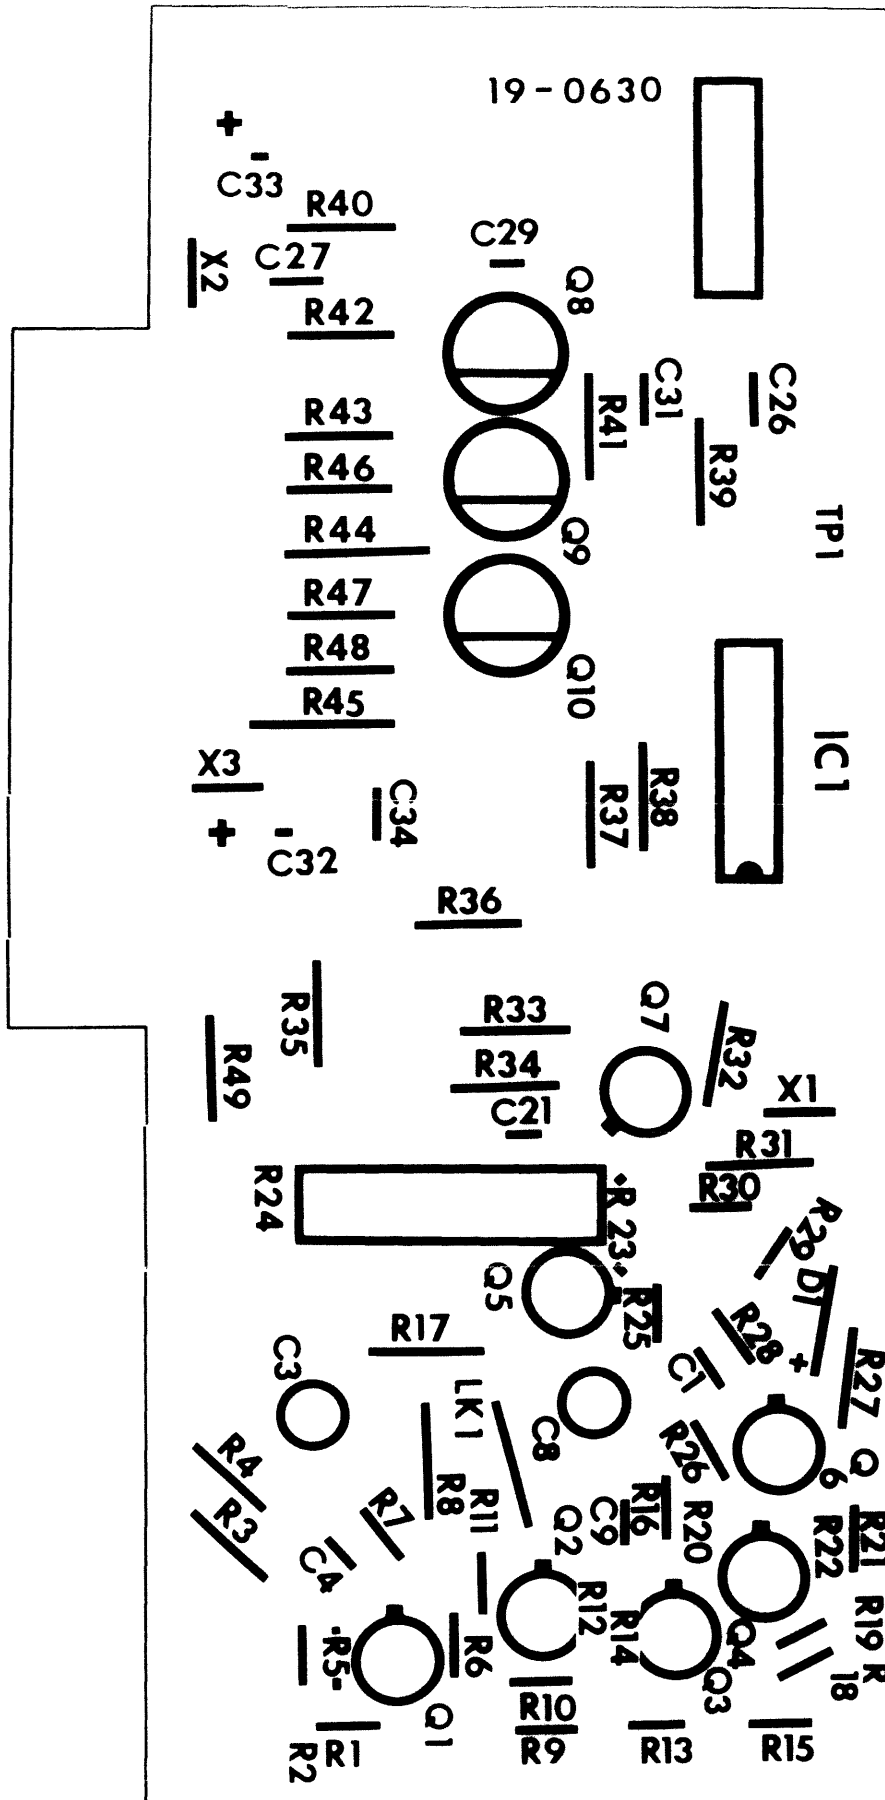 19-0630
+
-
C33
R40
C29
X2
C27
Q8
R42
C31
C26
R43
R41
R46
R39
TP1
R44
Q9
R47
R48
Q10
R45
IC1
X3
R38
C34
R37
+
-
C32
R36
Q7
R35
R33
R32
R49
R34
X1
C21
R31
R24
R30
R 23
R29
Q5
D1
R25
R17
R28
C3
+
C1
R27
LK1
C8
R4
R26
Q
6
R8
R11
R7
R3
Q2
C9
R16
R20
R22
R21
C4
R12
R14
R19
R
18
R5
R6
Q4
Q3
Q1
R10
R2
R1
R9
R13
R15